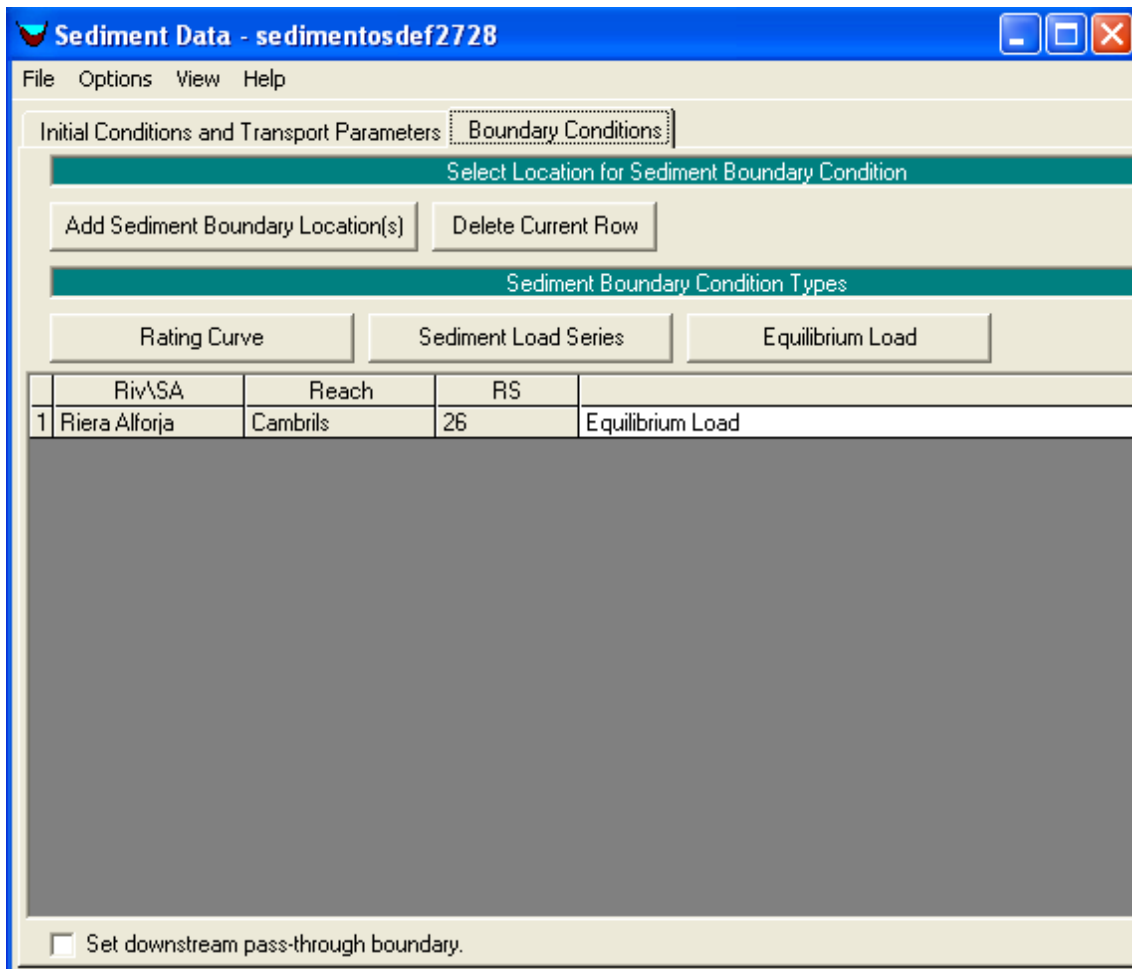 Sediment Data - sedimentosdef2728
File Options View Help
Initial Conditions and Transport Parameters Boundary Conditions
Select Location for Sediment Boundary Condition
Add Sediment Boundary Location(s) Delete Current Row
Sediment Boundary Condition Types
Rating Curve Sediment Load Series Equilibrium Load
Riv\SA Reach RS
1 Riera Alforja Cambrils 26 Equilibrium Load
Set downstream pass-through boundary.